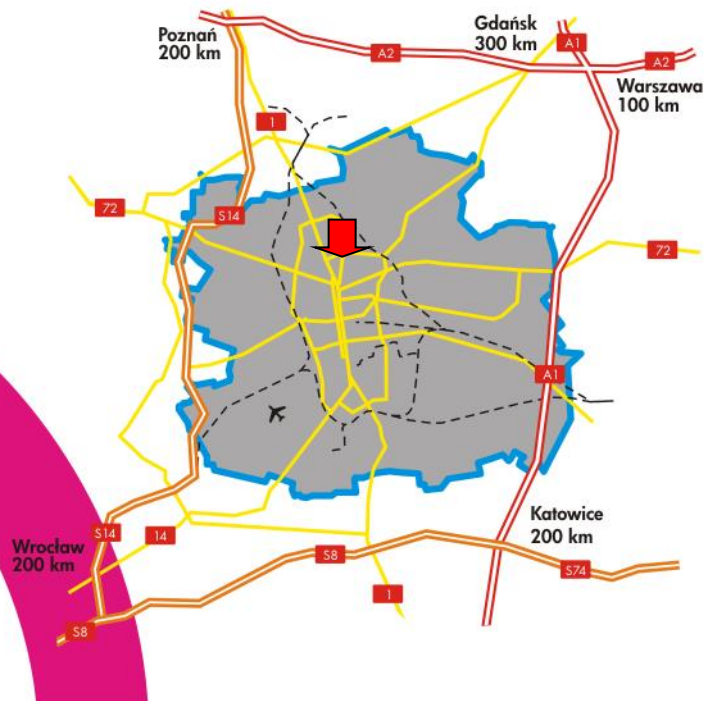 Gdańsk
300 km
A1
Poznań
200 km
A2
A2
Warszawa
100 km
1
72
S14
72
A1
Katowice
200 km
S14
14
Wrocław
200 km
S8
S74
1
S8